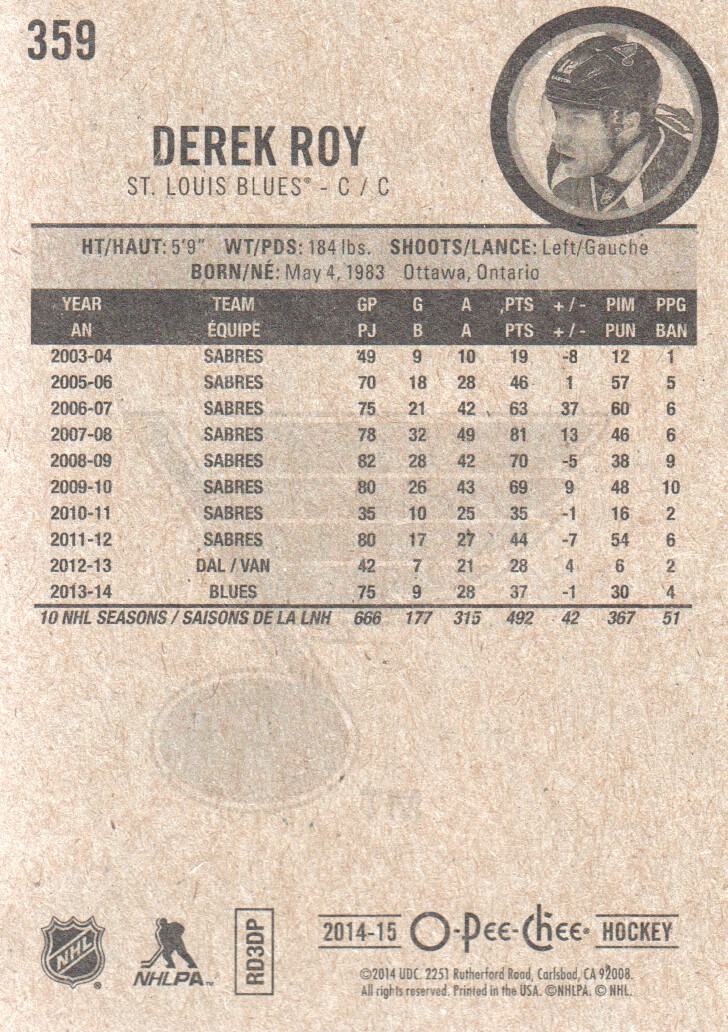 359
DEREK ROY
ST. LOUIS BLUES® - C / C
HT/HAUT: 5'9" WT/PDS: 184 lbs. SHOOTS/LANCE: Left/Gauche
BORN/NÉ: May 4, 1983 Ottawa, Ontario
YEAR TEAM GP G A PTS +/- PIM PPG
AN ÉQUIPE PJ B A PTS +/- PUN BAN
2003-04 SABRES 49 9 10 19 -8 12 1
2005-06 SABRES 70 18 28 46 1 57 5
2006-07 SABRES 75 21 42 63 37 60 6
2007-08 SABRES 78 32 49 81 13 46 6
2008-09 SABRES 82 28 42 70 -5 38 9
2009-10 SABRES 80 26 43 69 9 48 10
2010-11 SABRES 35 10 25 35 -1 16 2
2011-12 SABRES 80 17 27 44 -7 54 6
2012-13 DAL / VAN 42 7 21 28 4 6 2
2013-14 BLUES 75 9 28 37 -1 30 4
10 NHL SEASONS / SAISONS DE LA LNH 666 177 315 492 42 367 51
NHL®
NHLPA™
RD3DP
2014-15 O-Pee-Chee® HOCKEY
©2014 UDC. 2251 Rutherford Road, Carlsbad, CA 92008.
All rights reserved. Printed in the USA. ©NHLPA. © NHL.